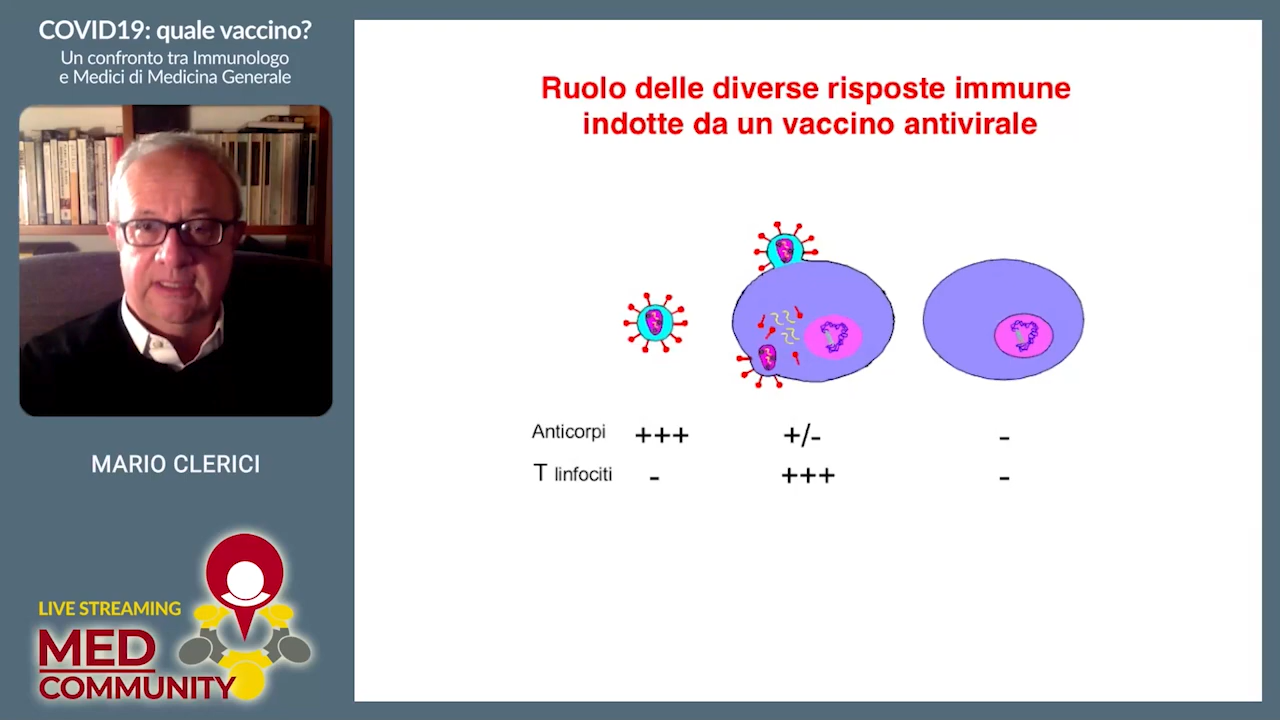 COVID19: quale vaccino?
Un confronto tra Immunologo
e Medici di Medicina Generale
MARIO CLERICI
LIVE STREAMING
MED
COMMUNITY
Ruolo delle diverse risposte immune
indotte da un vaccino antivirale
Anticorpi +++ +/- -
T linfociti - +++ -